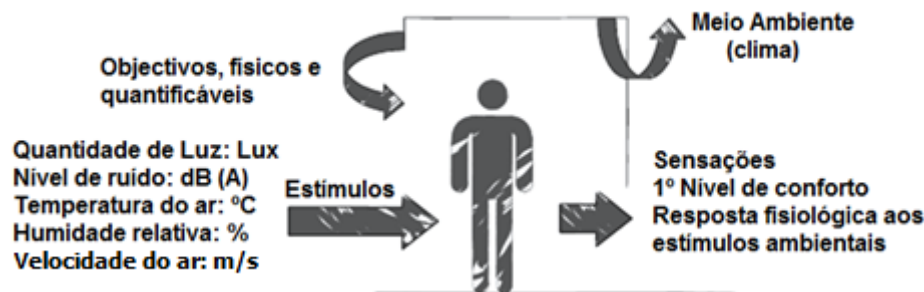 Meio Ambiente
(clima)
Objectivos, físicos e
quantificáveis
Quantidade de Luz: Lux
Nível de ruído: dB (A)
Temperatura do ar: ºC
Humidade relativa: %
Velocidade do ar: m/s
Estímulos
Sensações
1º Nível de conforto
Resposta fisiológica aos
estímulos ambientais